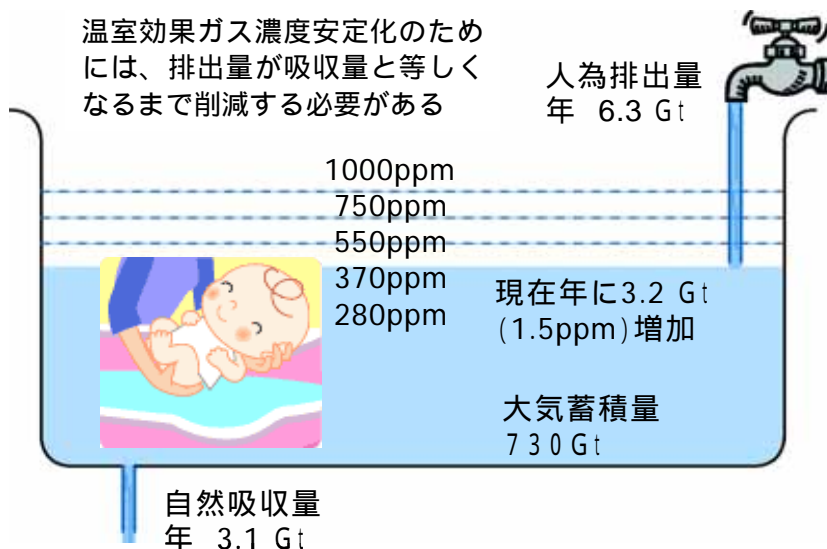 温室効果ガス濃度安定化のため
には、排出量が吸収量と等しく
なるまで削減する必要がある
人為排出量
年 6.3 Gt
1000ppm
750ppm
550ppm
370ppm
280ppm
現在年に3.2 Gt
(1.5ppm)増加
大気蓄積量
730Gt
自然吸収量
年 3.1 Gt